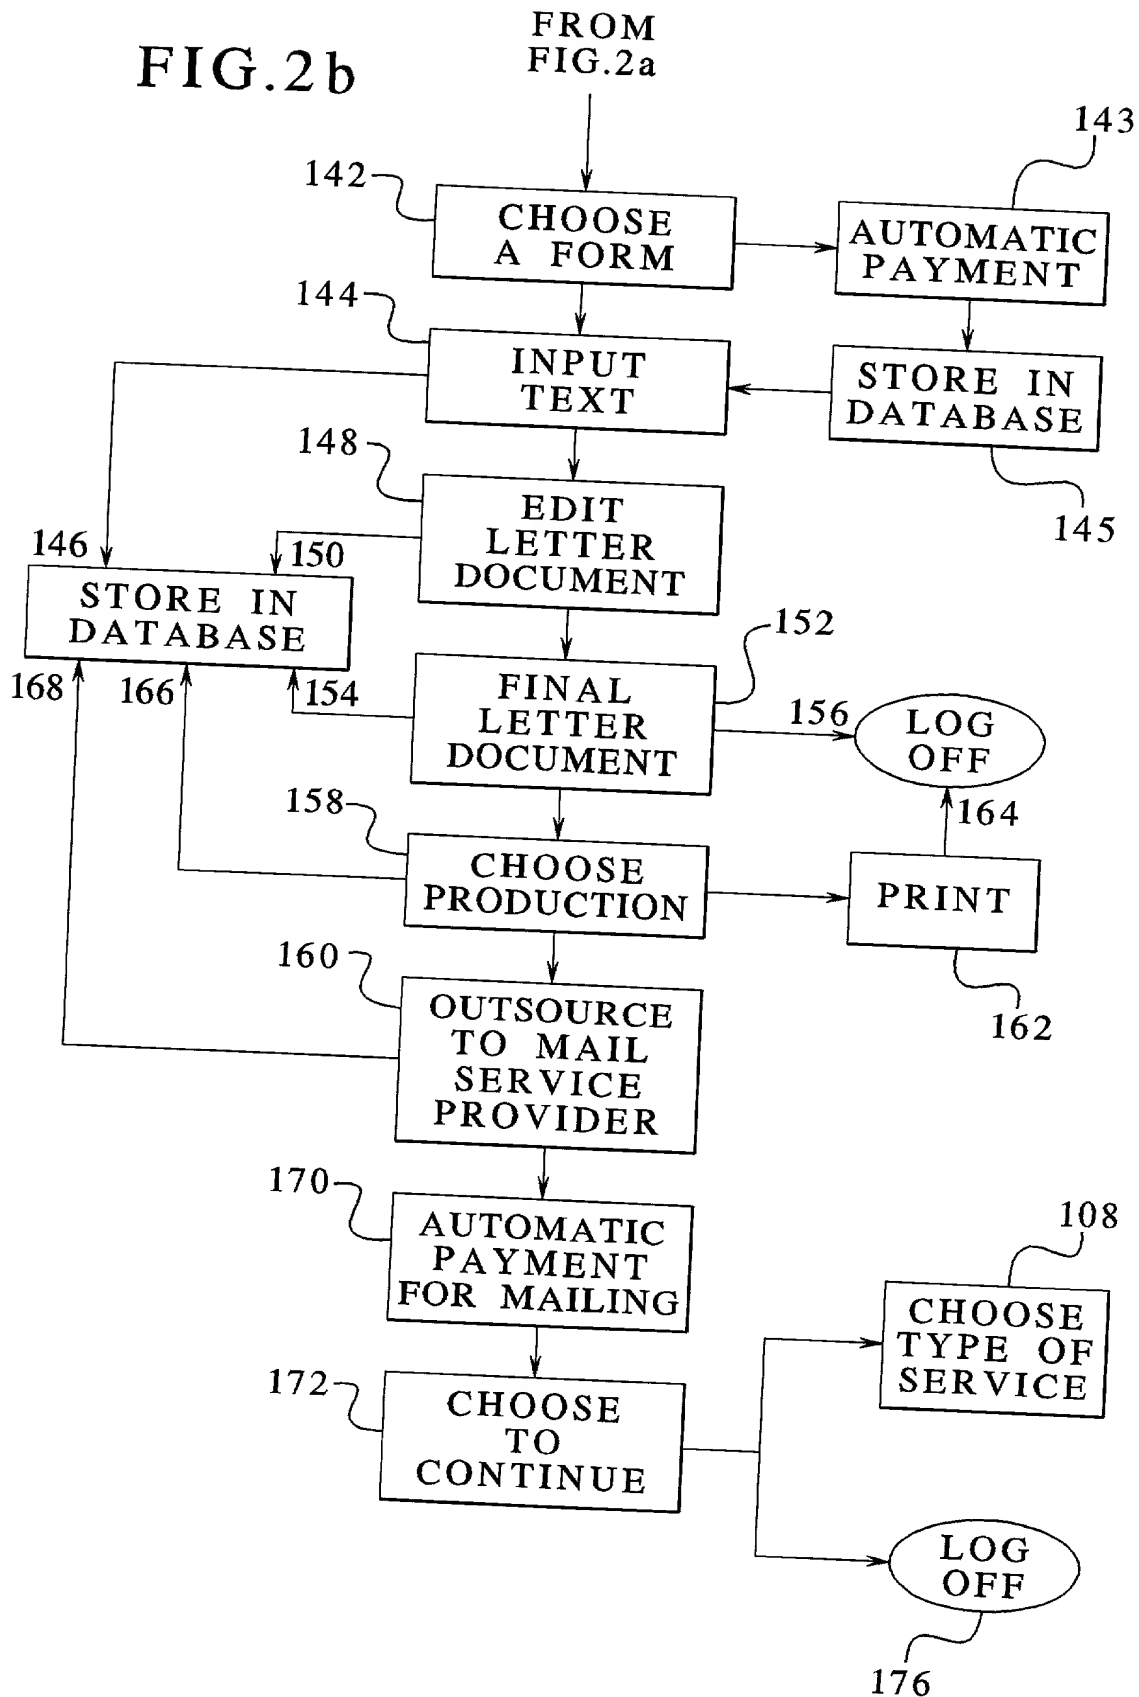 FIG.2b
FROM
FIG.2a
143
142
CHOOSE
A FORM
AUTOMATIC
PAYMENT
144
INPUT
TEXT
STORE IN
DATABASE
145
148
EDIT
LETTER
DOCUMENT
146
150
STORE IN
DATABASE
168
166
154
152
FINAL
LETTER
DOCUMENT
156
LOG
OFF
164
158
CHOOSE
PRODUCTION
PRINT
162
160
OUTSOURCE
TO MAIL
SERVICE
PROVIDER
170
AUTOMATIC
PAYMENT
FOR MAILING
108
CHOOSE
TYPE OF
SERVICE
172
CHOOSE
TO
CONTINUE
LOG
OFF
176